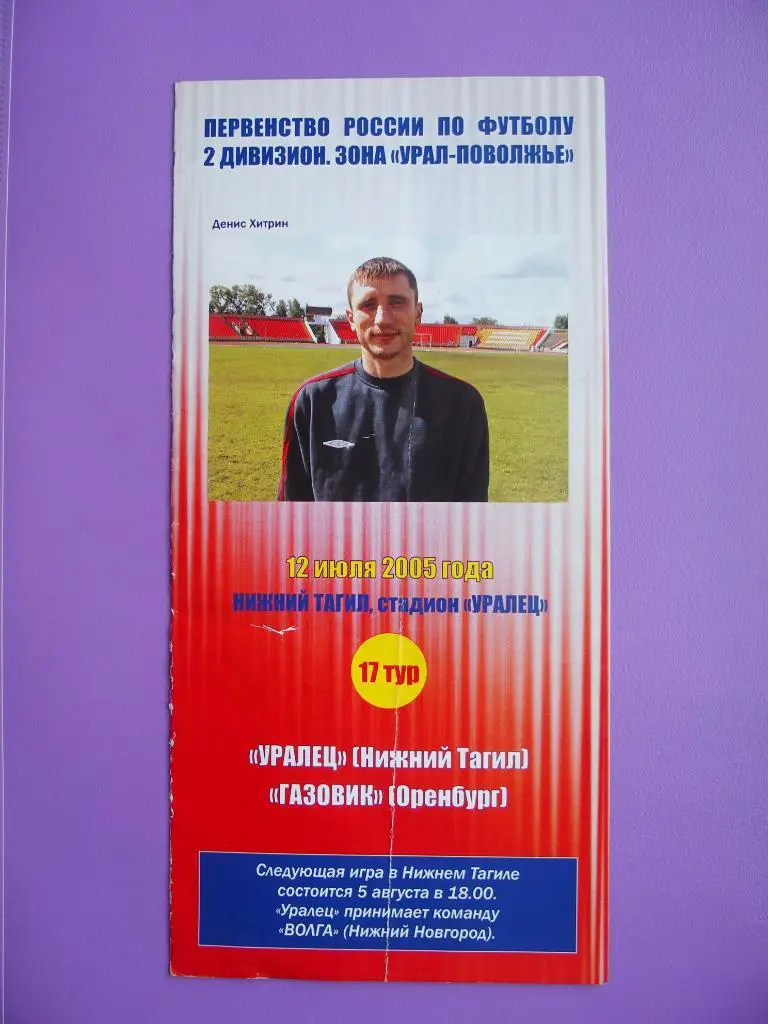 ПЕРВЕНСТВО РОССИИ ПО ФУТБОЛУ
2 ДИВИЗИОН. ЗОНА «УРАЛ-ПОВОЛЖЬЕ»
Денис Хитрин
12 июля 2005 года
НИЖНИЙ ТАГИЛ, стадион «УРАЛЕЦ»
17 тур
«УРАЛЕЦ» (Нижний Тагил)
«ГАЗОВИК» (Оренбург)
Следующая игра в Нижнем Тагиле
состоится 5 августа в 18.00.
«Уралец» принимает команду
«ВОЛГА» (Нижний Новгород).